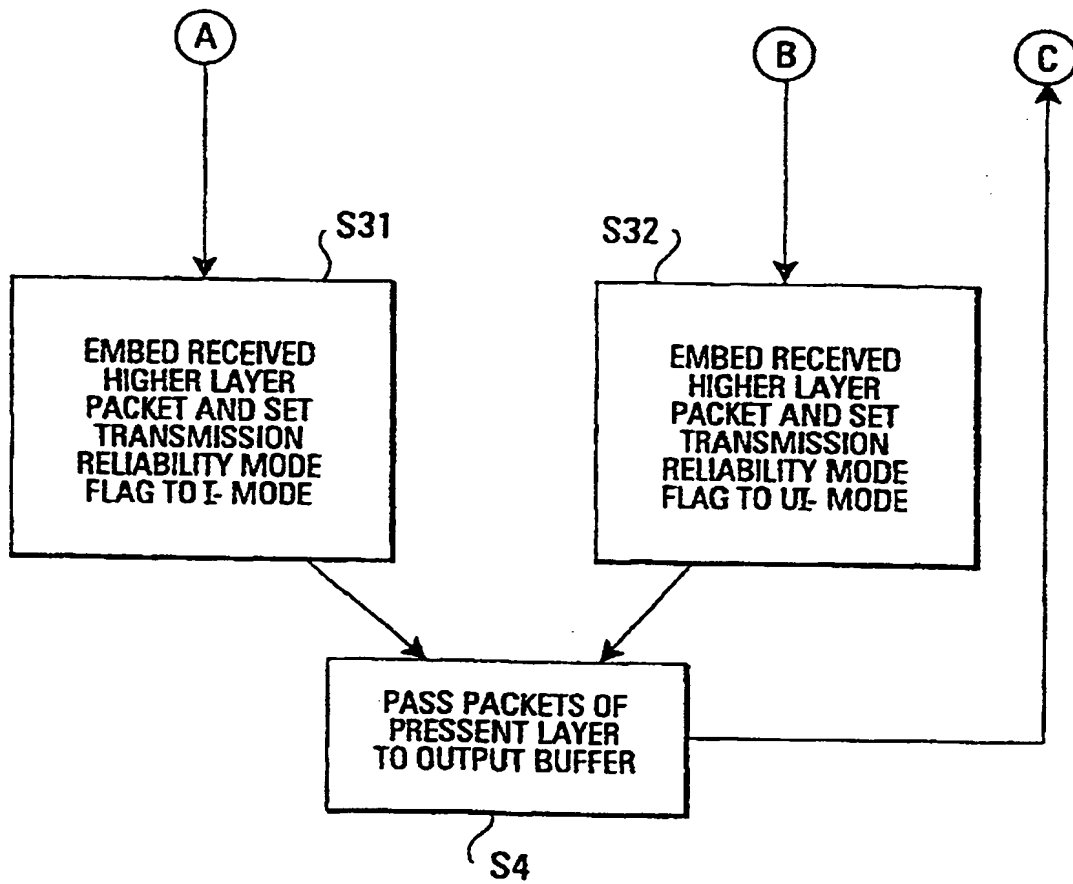 A
B
C
S31
S32
EMBED RECEIVED
HIGHER LAYER
PACKET AND SET
TRANSMISSION
RELIABILITY MODE
FLAG TO I- MODE
EMBED RECEIVED
HIGHER LAYER
PACKET AND SET
TRANSMISSION
RELIABILITY MODE
FLAG TO UI- MODE
PASS PACKETS OF
PRESSENT LAYER
TO OUTPUT BUFFER
S4